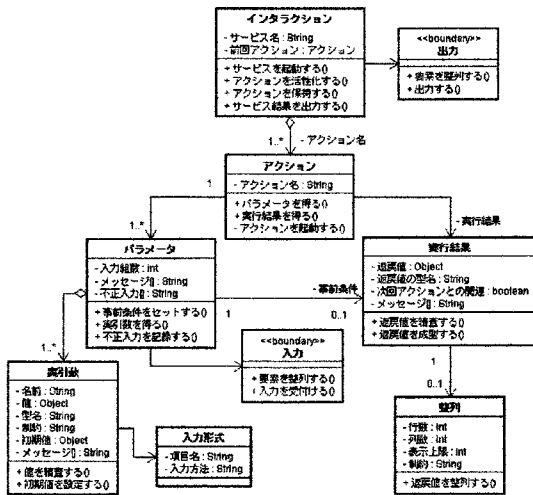 インタラクション
- サービス名 : String
- 前回アクション : アクション
+ サービスを起動する()
+ アクションを活性化する()
+ アクションを保持する()
+ サービス結果を出力する()
<<boundary>>
出力
+ 要素を整列する()
+ 出力する()
1..*
- アクション名
アクション
- アクション名 : String
+ パラメータを得る()
+ 実行結果を得る()
- アクションを起動する()
1
1..*
- 実行結果
パラメータ
- 入力組数 : int
- メッセージ[] : String
- 不正入力[] : String
+ 事前条件をセットする()
+ 実引数を得る()
+ 不正入力を記録する()
- 事前条件
1
0..1
実行結果
- 返戻値 : Object
- 返戻値の型名 : String
- 次回アクションとの関連 : boolean
- メッセージ[] : String
+ 返戻値を検査する()
+ 返戻値を成型する()
<<boundary>>
入力
+ 要素を整列する()
+ 入力を受付ける()
1..*
実引数
- 名前 : String
- 値 : Object
- 型名 : String
- 制約 : String
- 初期値 : Object
- メッセージ[] : String
+ 値を検査する()
+ 初期値を設定する()
入力形式
- 項目名 : String
- 入力方法 : String
1
0..1
整列
- 行数 : int
- 列数 : int
- 表示上限 : int
- 制約 : String
+ 返戻値を整列する()